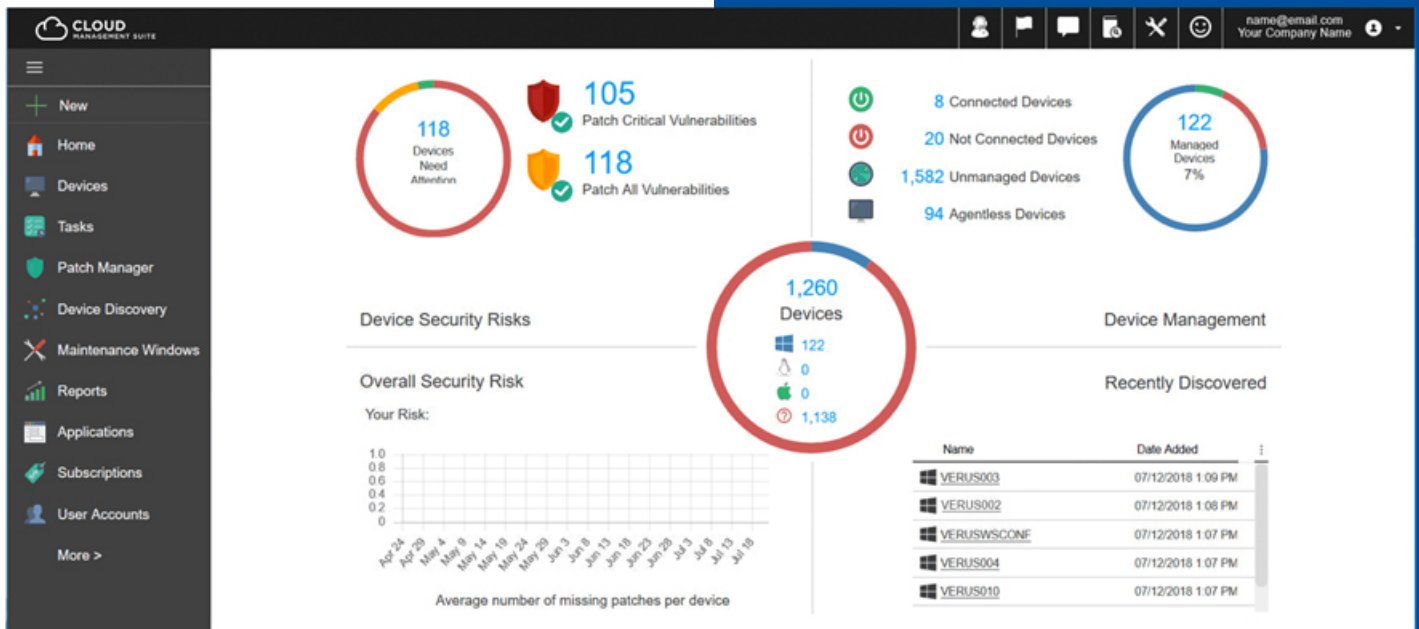 CLOUD
MANAGEMENT SUITE
name@email.com
Your Company Name
New
Home
Devices
Tasks
Patch Manager
Device Discovery
Maintenance Windows
Reports
Applications
Subscriptions
User Accounts
More >
118
Devices
Need
Attention
105
Patch Critical Vulnerabilities
118
Patch All Vulnerabilities
8 Connected Devices
20 Not Connected Devices
1,582 Unmanaged Devices
94 Agentless Devices
122
Managed
Devices
7%
Device Security Risks
1,260
Devices
122
0
0
1,138
Device Management
Overall Security Risk
Your Risk:
1.0
0.8
0.6
0.4
0.2
0
Apr 24
Apr 29
May 4
May 9
May 14
May 19
May 24
May 29
Jun 3
Jun 8
Jun 13
Jun 18
Jun 23
Jun 28
Jul 3
Jul 8
Jul 13
Jul 18
Average number of missing patches per device
Recently Discovered
Name Date Added
VERUS003 07/12/2018 1:09 PM
VERUS002 07/12/2018 1:08 PM
VERUSWSCONF 07/12/2018 1:07 PM
VERUS004 07/12/2018 1:07 PM
VERUS010 07/12/2018 1:07 PM